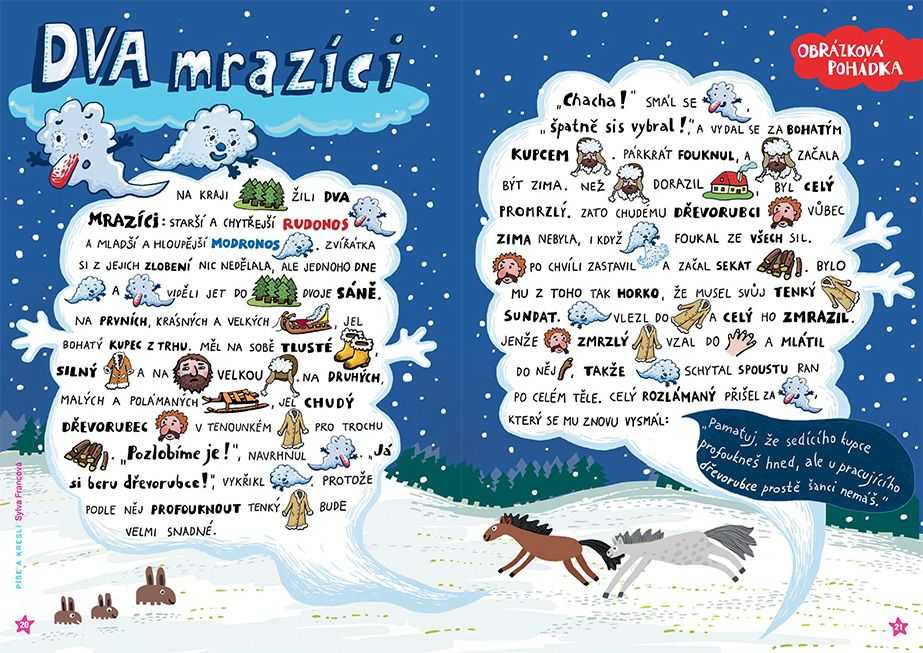 DVA mrazíci
NA KRAJI ŽILI DVA
MRAZÍCI: STARŠÍ A CHYTŘEJŠÍ RUDONOS
A MLADŠÍ A HLOUPĚJŠÍ MODRONOS. ZVÍŘÁTKA
SI Z JEJICH ZLOBENÍ NIC NEDĚLALA, ALE JEDNOHO DNE
A VIDĚLI JET DO DVOJE SÁNĚ.
NA PRVNÍCH, KRÁSNÝCH A VELKÝCH, JEL
BOHATÝ KUPEC Z TRHU. MĚL NA SOBĚ TLUSTÉ,
SILNÝ A NA VELKOU. NA DRUHÝCH,
MALÝCH A POLÁMANÝCH, JEL CHUDÝ
DŘEVORUBEC V TENOUNKÉM PRO TROCHU
. „Pozlobíme je!“, NAVRHNUL. „Já
si beru dřevorubce!“, VYKŘIKL, PROTOŽE
PODLE NĚJ PROFOUKNOUT TENKÝ BUDE
VELMI SNADNÉ.
PÍŠE A KRESLÍ Sylva Francová
20
OBRÁZKOVÁ
POHÁDKA
„Chacha!“ SMÁL SE,
„špatně sis vybral!“, A VYDAL SE ZA BOHATÝM
KUPCEM. PÁRKRÁT FOUKNUL, A ZAČALA
BÝT ZIMA. NEŽ DORAZIL BYL CELÝ
PROMRZLÝ. ZATO CHUDÉMU DŘEVORUBCI VŮBEC
ZIMA NEBYLA, I KDYŽ FOUKAL ZE VŠECH SIL.
PO CHVÍLI ZASTAVIL A ZAČAL SEKAT. BYLO
MU Z TOHO TAK HORKO, ŽE MUSEL SVŮJ TENKÝ
SUNDAT. VLEZL DO A CELÝ HO ZMRAZIL.
JENŽE ZMRZLÝ VZAL DO A MLÁTIL
DO NĚJ, TAKŽE SCHYTAL SPOUSTU RAN
PO CELÉM TĚLE. CELÝ ROZLÁMANÝ PŘIŠEL ZA,
KTERÝ SE MU ZNOVU VYSMÁL:
„Pamatuj, že sedícího kupce
profoukneš hned, ale u pracujícího
dřevorubce prostě šanci nemáš.“
21